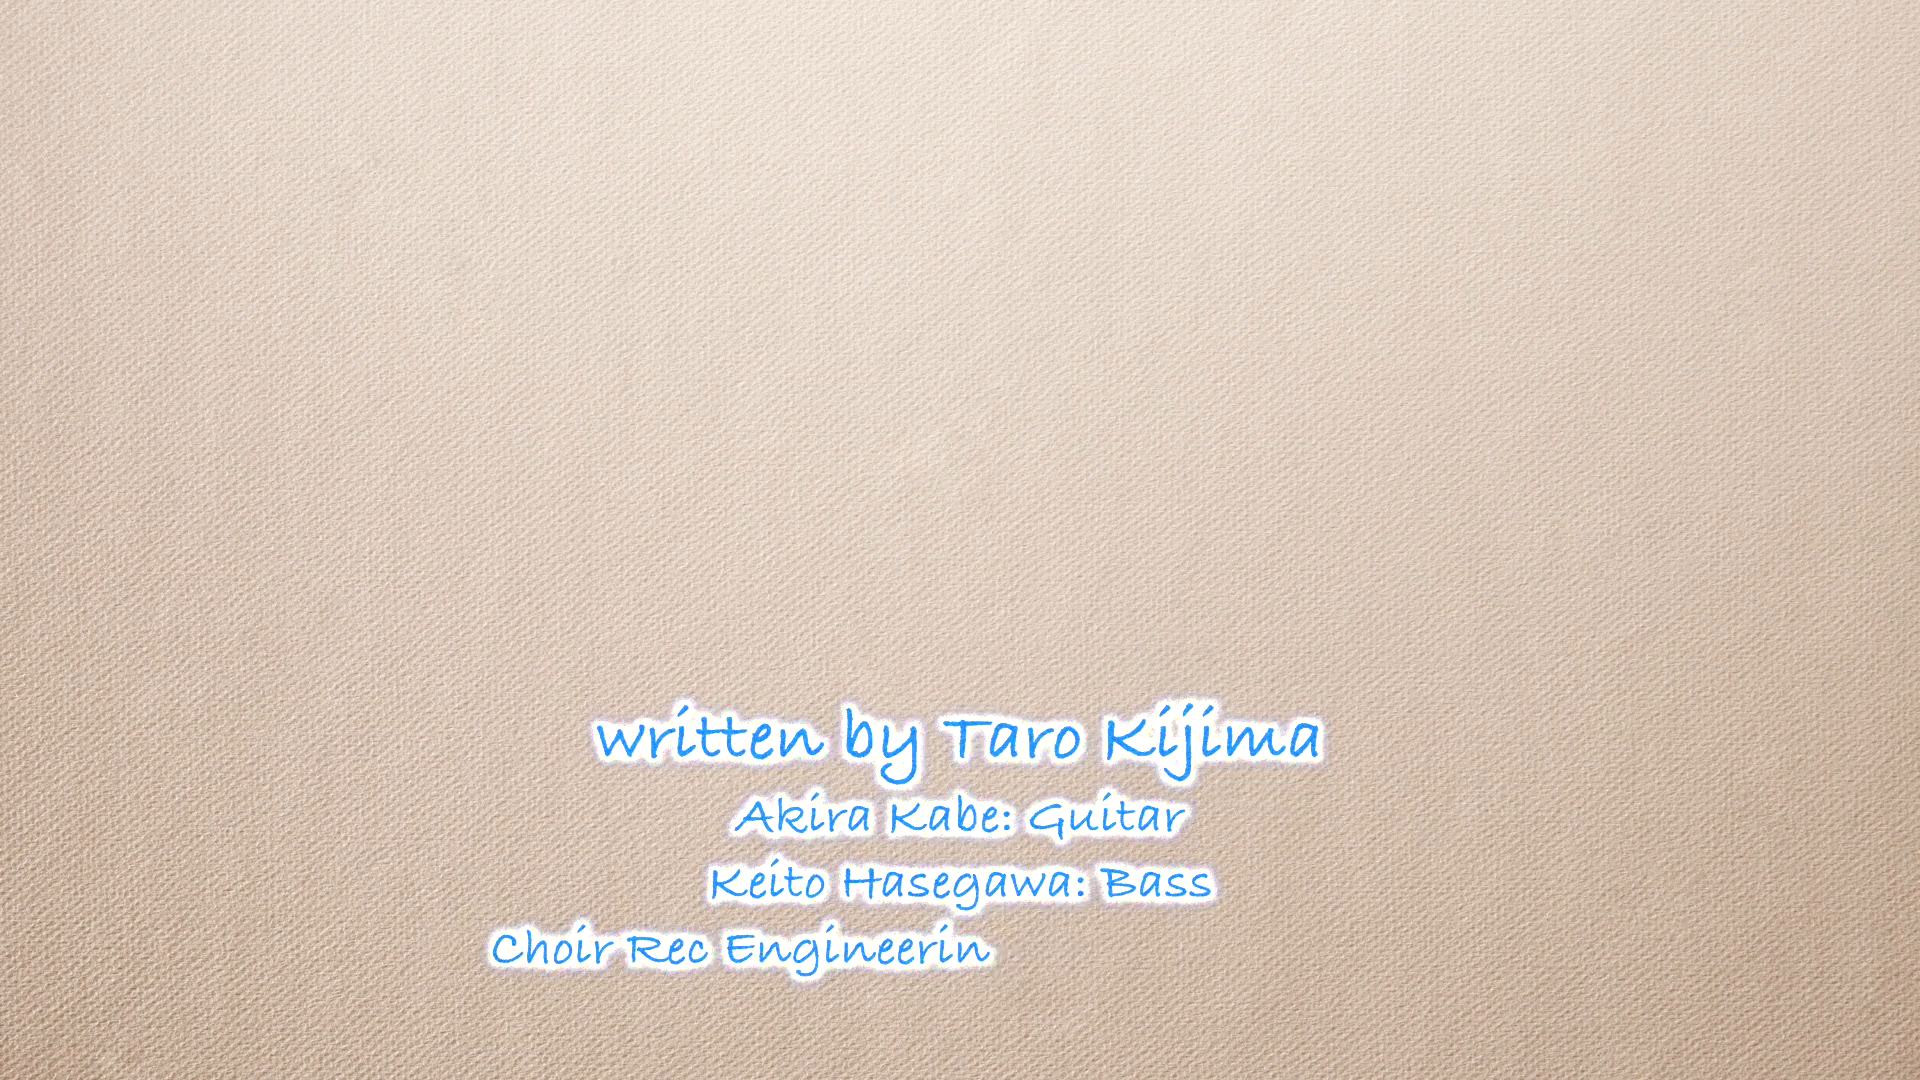 written by Taro Kijima
Akira Kabe: Guitar
Keito Hasegawa: Bass
Choir Rec Engineerin